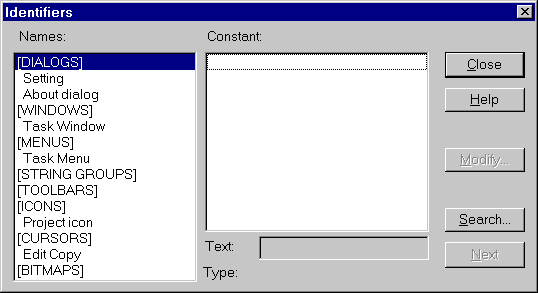 Identifiers
Names:
Constant:
[DIALOGS]
Setting
About dialog
[WINDOWS]
Task Window
[MENUS]
Task Menu
[STRING GROUPS]
[TOOLBARS]
[ICONS]
Project icon
[CURSORS]
Edit Copy
[BITMAPS]
Text:
Type:
Close
Help
Modify...
Search...
Next